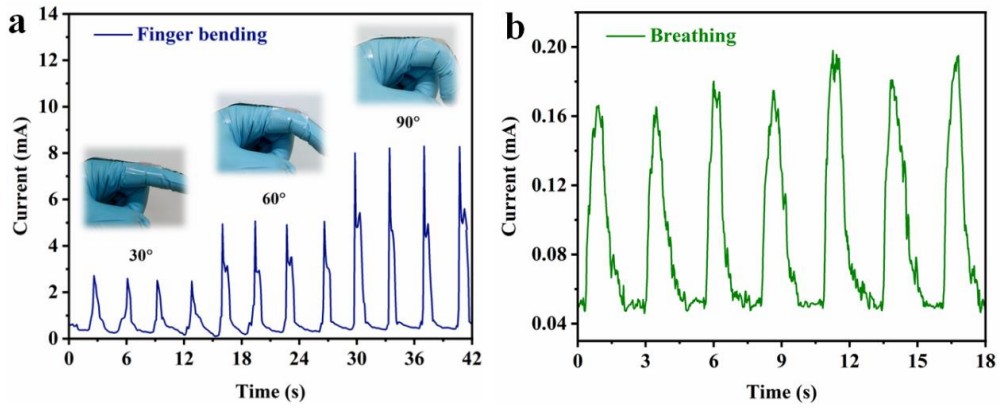 a
Finger bending
14
12
10
8
6
4
2
0
Current (mA)
30°
60°
90°
0 6 12 18 24 30 36 42
Time (s)
b
Breathing
0.20
0.16
0.12
0.08
0.04
Current (mA)
0 3 6 9 12 15 18
Time (s)